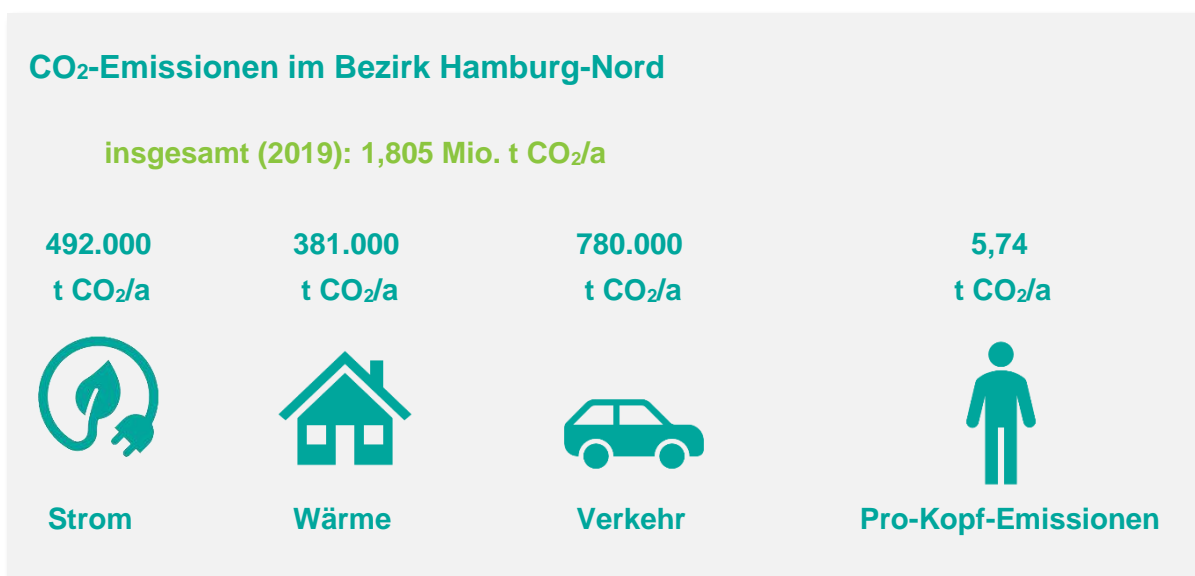 CO₂-Emissionen im Bezirk Hamburg-Nord
insgesamt (2019): 1,805 Mio. t CO₂/a
492.000
t CO₂/a
381.000
t CO₂/a
780.000
t CO₂/a
5,74
t CO₂/a
Strom
Wärme
Verkehr
Pro-Kopf-Emissionen